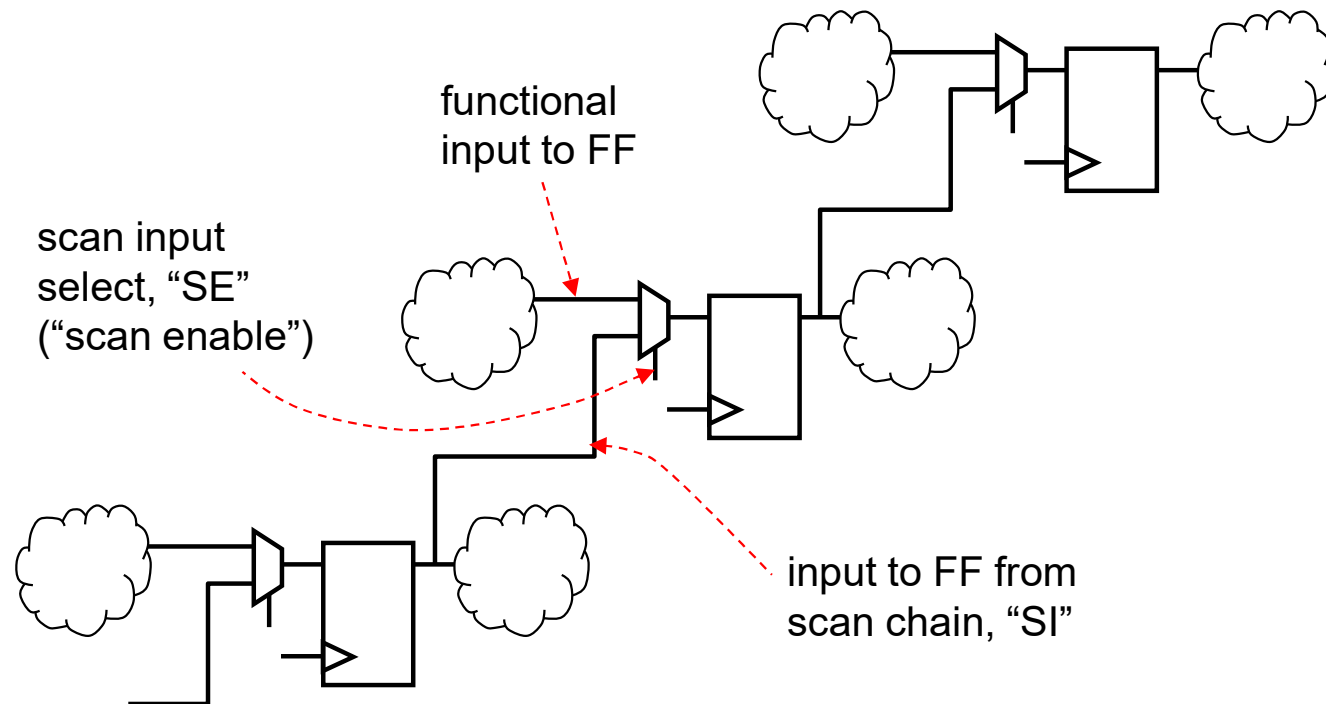 functional
input to FF
scan input
select, “SE”
(“scan enable”)
input to FF from
scan chain, “SI”